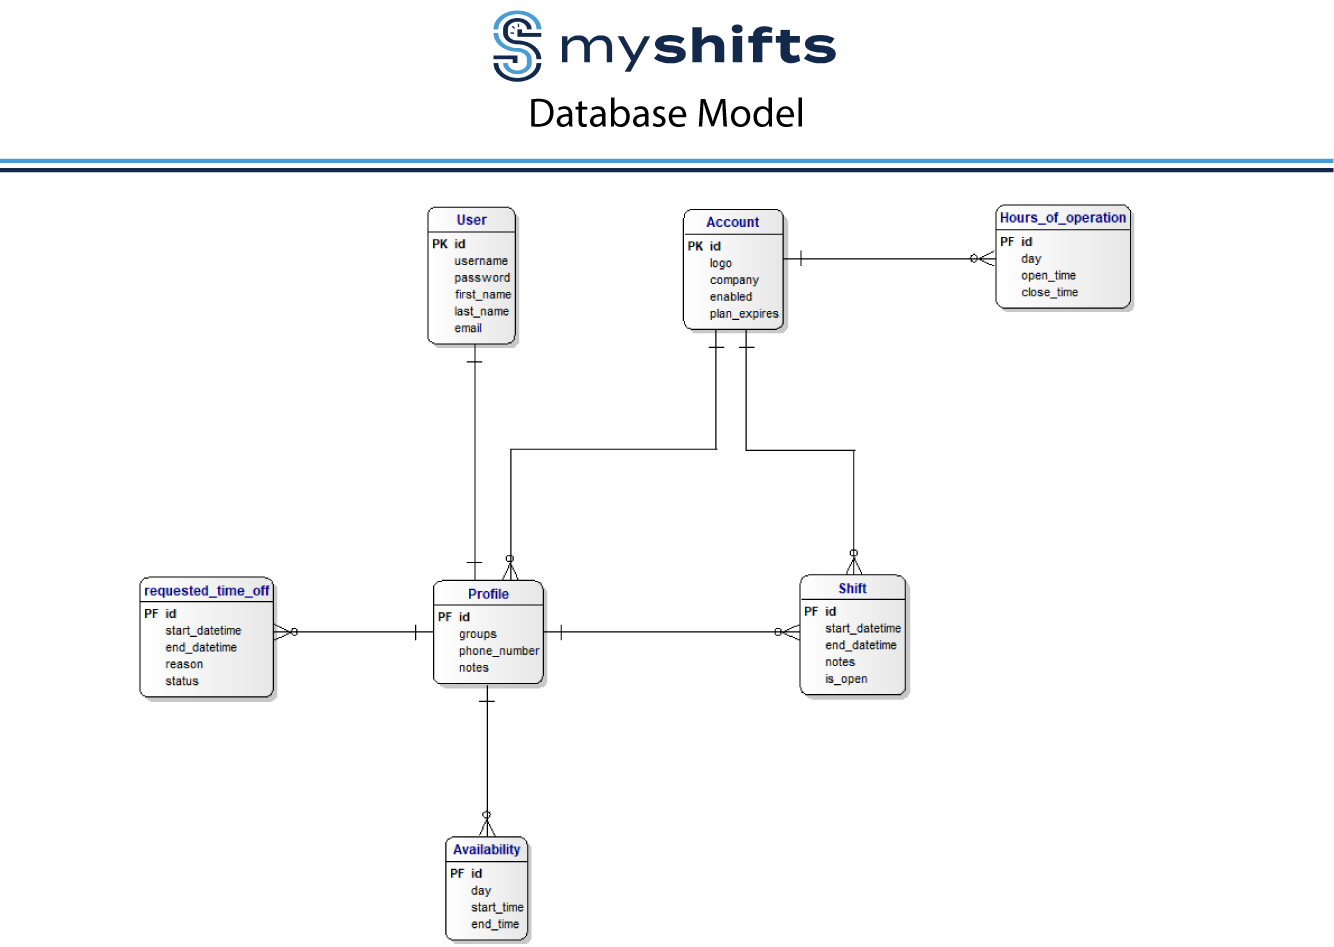 myshifts
Database Model
User
PK id
username
password
first_name
last_name
email
Account
PK id
logo
company
enabled
plan_expires
Hours_of_operation
PF id
day
open_time
close_time
requested_time_off
PF id
start_datetime
end_datetime
reason
status
Profile
PF id
groups
phone_number
notes
Shift
PF id
start_datetime
end_datetime
notes
is_open
Availability
PF id
day
start_time
end_time